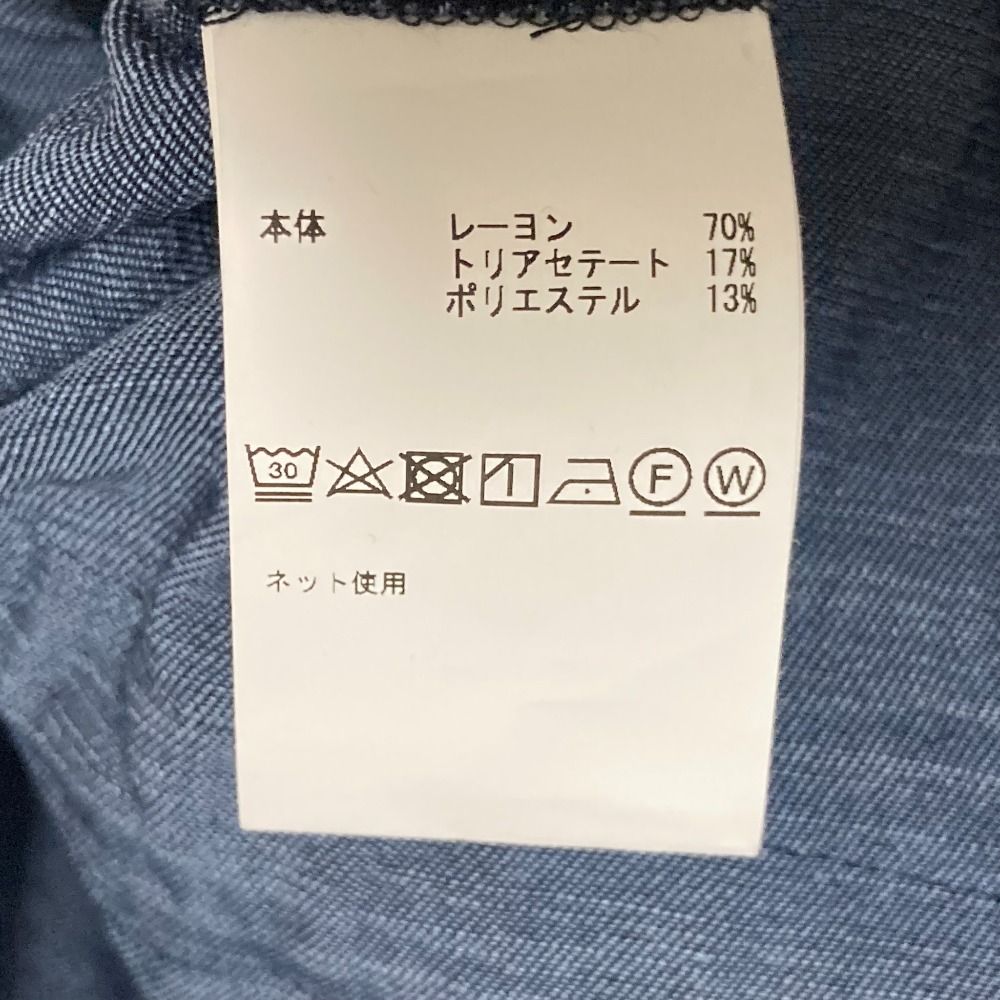 本体 レーヨン 70%
トリアセテート 17%
ポリエステル 13%
30 F W
ネット使用